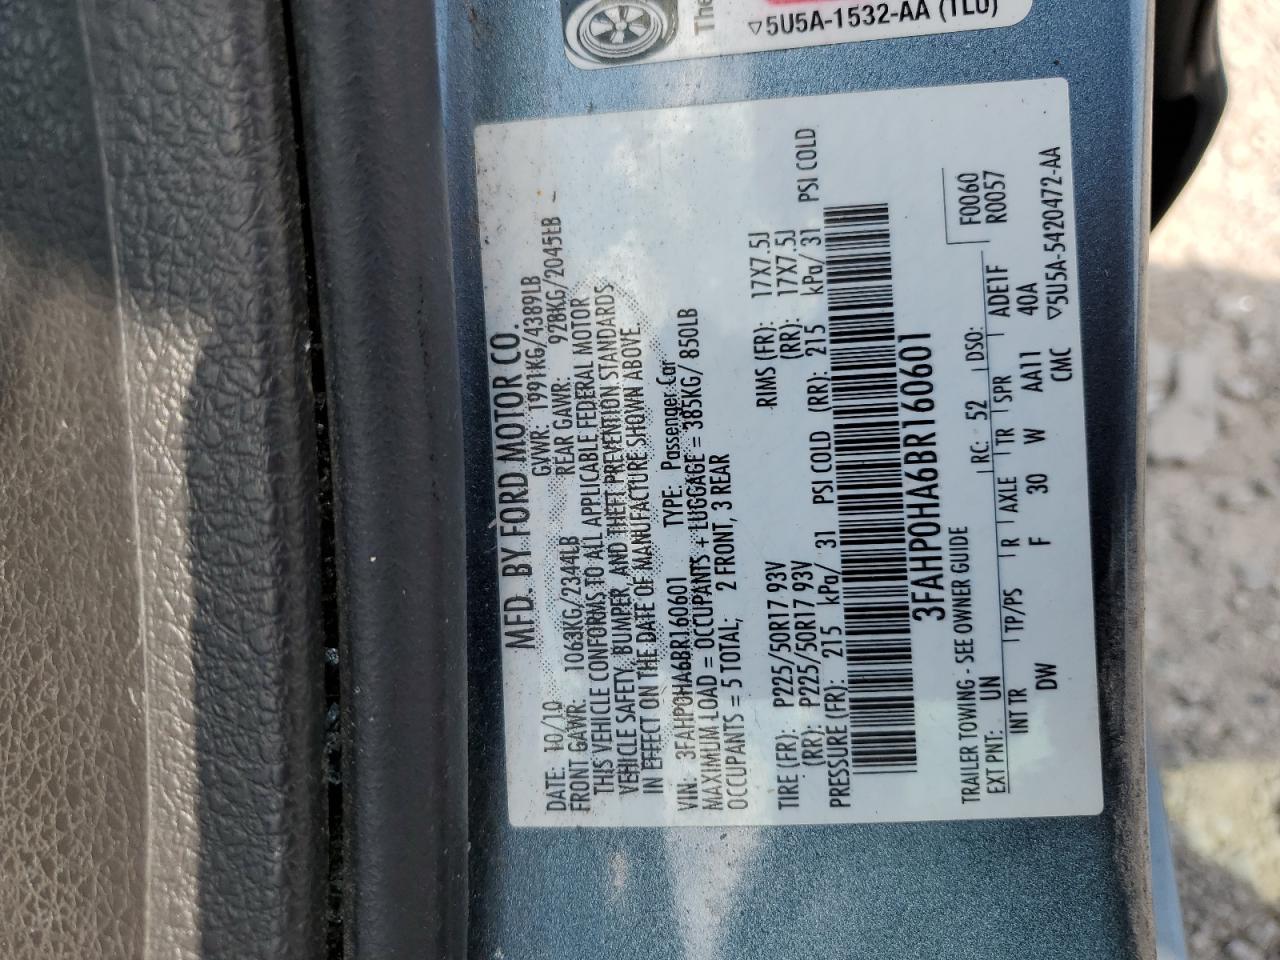 The
▽5U5A-1532-AA (TLU)
MFD. BY FORD MOTOR CO.
DATE: 10/10 GVWR: 1991KG/4389LB
FRONT GAWR: 1063KG/2344LB REAR GAWR: 928KG/2045LB
THIS VEHICLE CONFORMS TO ALL APPLICABLE FEDERAL MOTOR
VEHICLE SAFETY, BUMPER, AND THEFT PREVENTION STANDARDS
IN EFFECT ON THE DATE OF MANUFACTURE SHOWN ABOVE.
VIN: 3FAHP0HA6BR160601 TYPE: Passenger Car
MAXIMUM LOAD = OCCUPANTS + LUGGAGE = 385KG/ 850LB
OCCUPANTS = 5 TOTAL; 2 FRONT, 3 REAR
TIRE (FR): P225/50R17 93V RIMS (FR): 17X7.5J
(RR): P225/50R17 93V (RR): 17X7.5J
PRESSURE (FR): 215 kPa/ 31 PSI COLD (RR): 215 kPa/ 31 PSI COLD
3FAHP0HA6BR160601
TRAILER TOWING - SEE OWNER GUIDE F0060
EXT PNT: UN RC: 52 DSO: R0057
INT TR TP/PS R AXLE TR SPR ADE1F
DW F 30 W AA11 40A
CMC ▽5U5A-5420472-AA